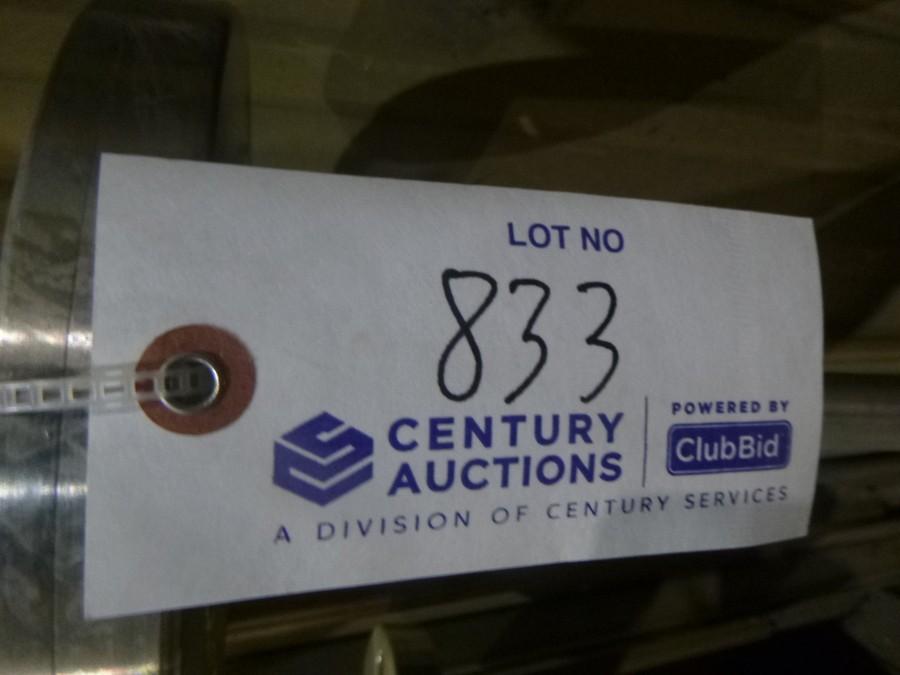 LOT NO
833
CENTURY
AUCTIONS
POWERED BY
ClubBid
A DIVISION OF CENTURY SERVICES